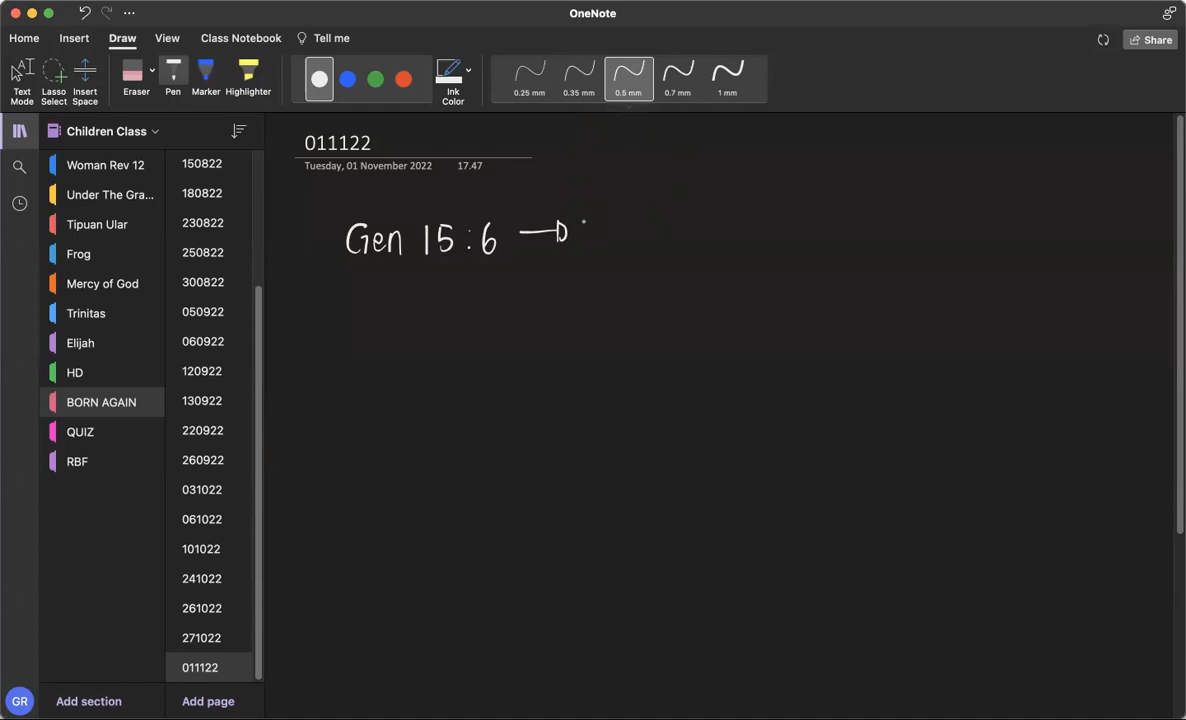 OneNote
Home Insert Draw View Class Notebook Tell me
Share
Text Mode
Lasso Select
Insert Space
Eraser
Pen
Marker
Highlighter
Ink Color
0.25 mm
0.35 mm
0.5 mm
0.7 mm
1 mm
Children Class
Woman Rev 12
Under The Gra...
Tipuan Ular
Frog
Mercy of God
Trinitas
Elijah
HD
BORN AGAIN
QUIZ
RBF
Add section
150822
180822
230822
250822
300822
050922
060922
120922
130922
220922
260922
031022
061022
101022
241022
261022
271022
011122
Add page
GR
011122
Tuesday, 01 November 2022 17.47
Gen 15:6 →